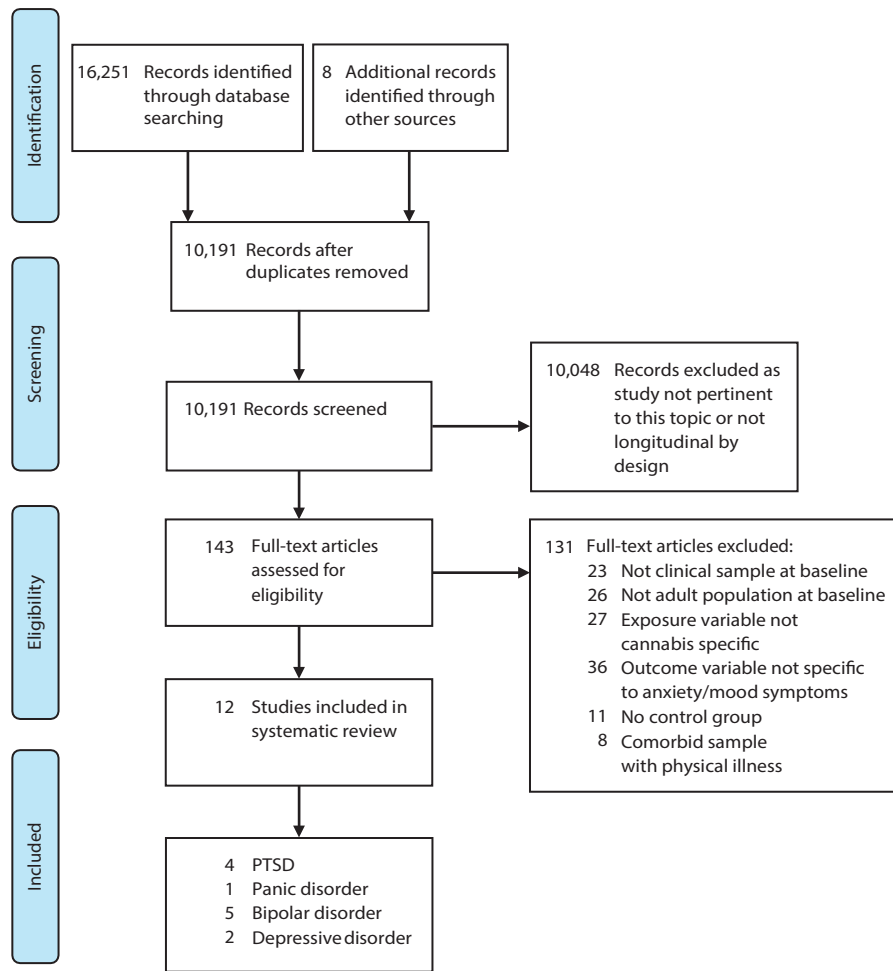 Identification
16,251 Records identified
through database
searching
8 Additional records
identified through
other sources
10,191 Records after
duplicates removed
Screening
10,191 Records screened
10,048 Records excluded as
study not pertinent
to this topic or not
longitudinal by
design
Eligibility
143 Full-text articles
assessed for
eligibility
131 Full-text articles excluded:
23 Not clinical sample at baseline
26 Not adult population at baseline
27 Exposure variable not
cannabis specific
36 Outcome variable not specific
to anxiety/mood symptoms
11 No control group
8 Comorbid sample
with physical illness
12 Studies included in
systematic review
Included
4 PTSD
1 Panic disorder
5 Bipolar disorder
2 Depressive disorder